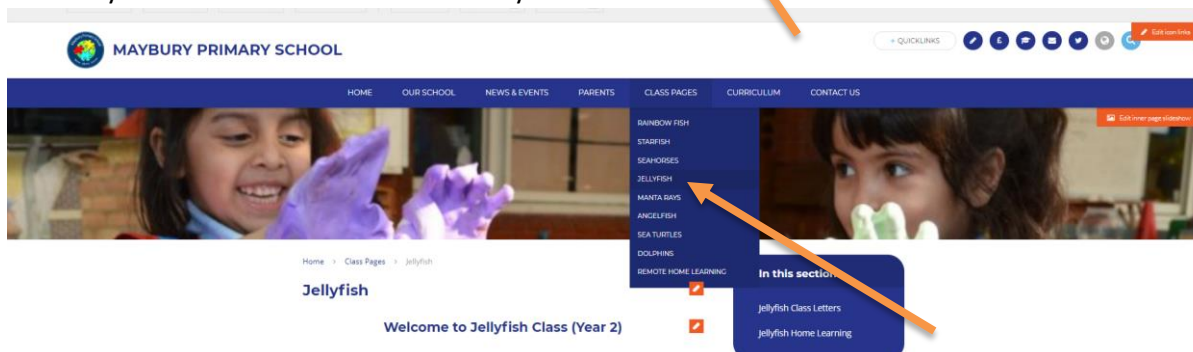 MAYBURY PRIMARY SCHOOL
+ QUICKLINKS
£
Edit icon links
HOME OUR SCHOOL NEWS & EVENTS PARENTS CLASS PAGES CURRICULUM CONTACT US
Edit inner page slideshow
RAINBOW FISH
STARFISH
SEAHORSES
JELLYFISH
MANTA RAYS
ANGELFISH
SEA TURTLES
DOLPHINS
REMOTE HOME LEARNING
Home > Class Pages > Jellyfish
Jellyfish
Welcome to Jellyfish Class (Year 2)
In this section
Jellyfish Class Letters
Jellyfish Home Learning